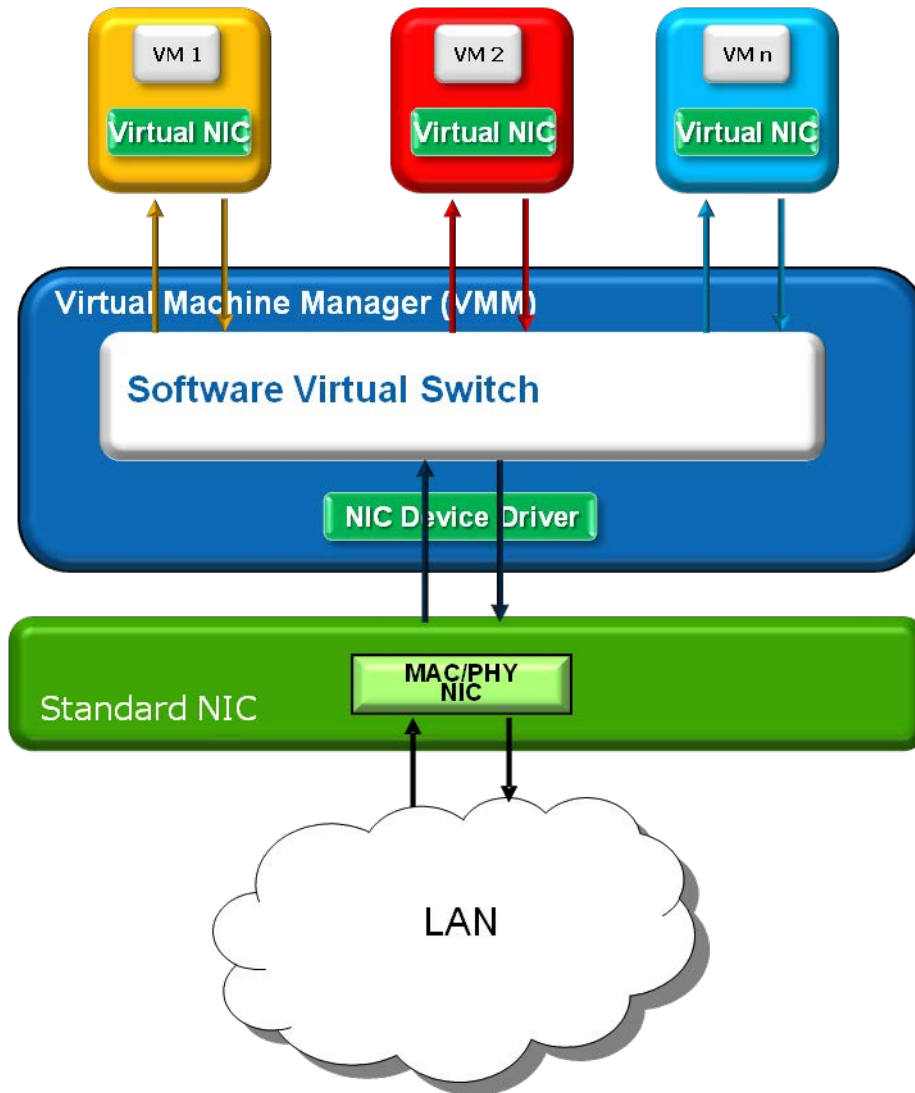 VM 1
VM 2
VM n
Virtual NIC
Virtual NIC
Virtual NIC
Virtual Machine Manager (VMM)
Software Virtual Switch
NIC Device Driver
MAC/PHY
NIC
Standard NIC
LAN